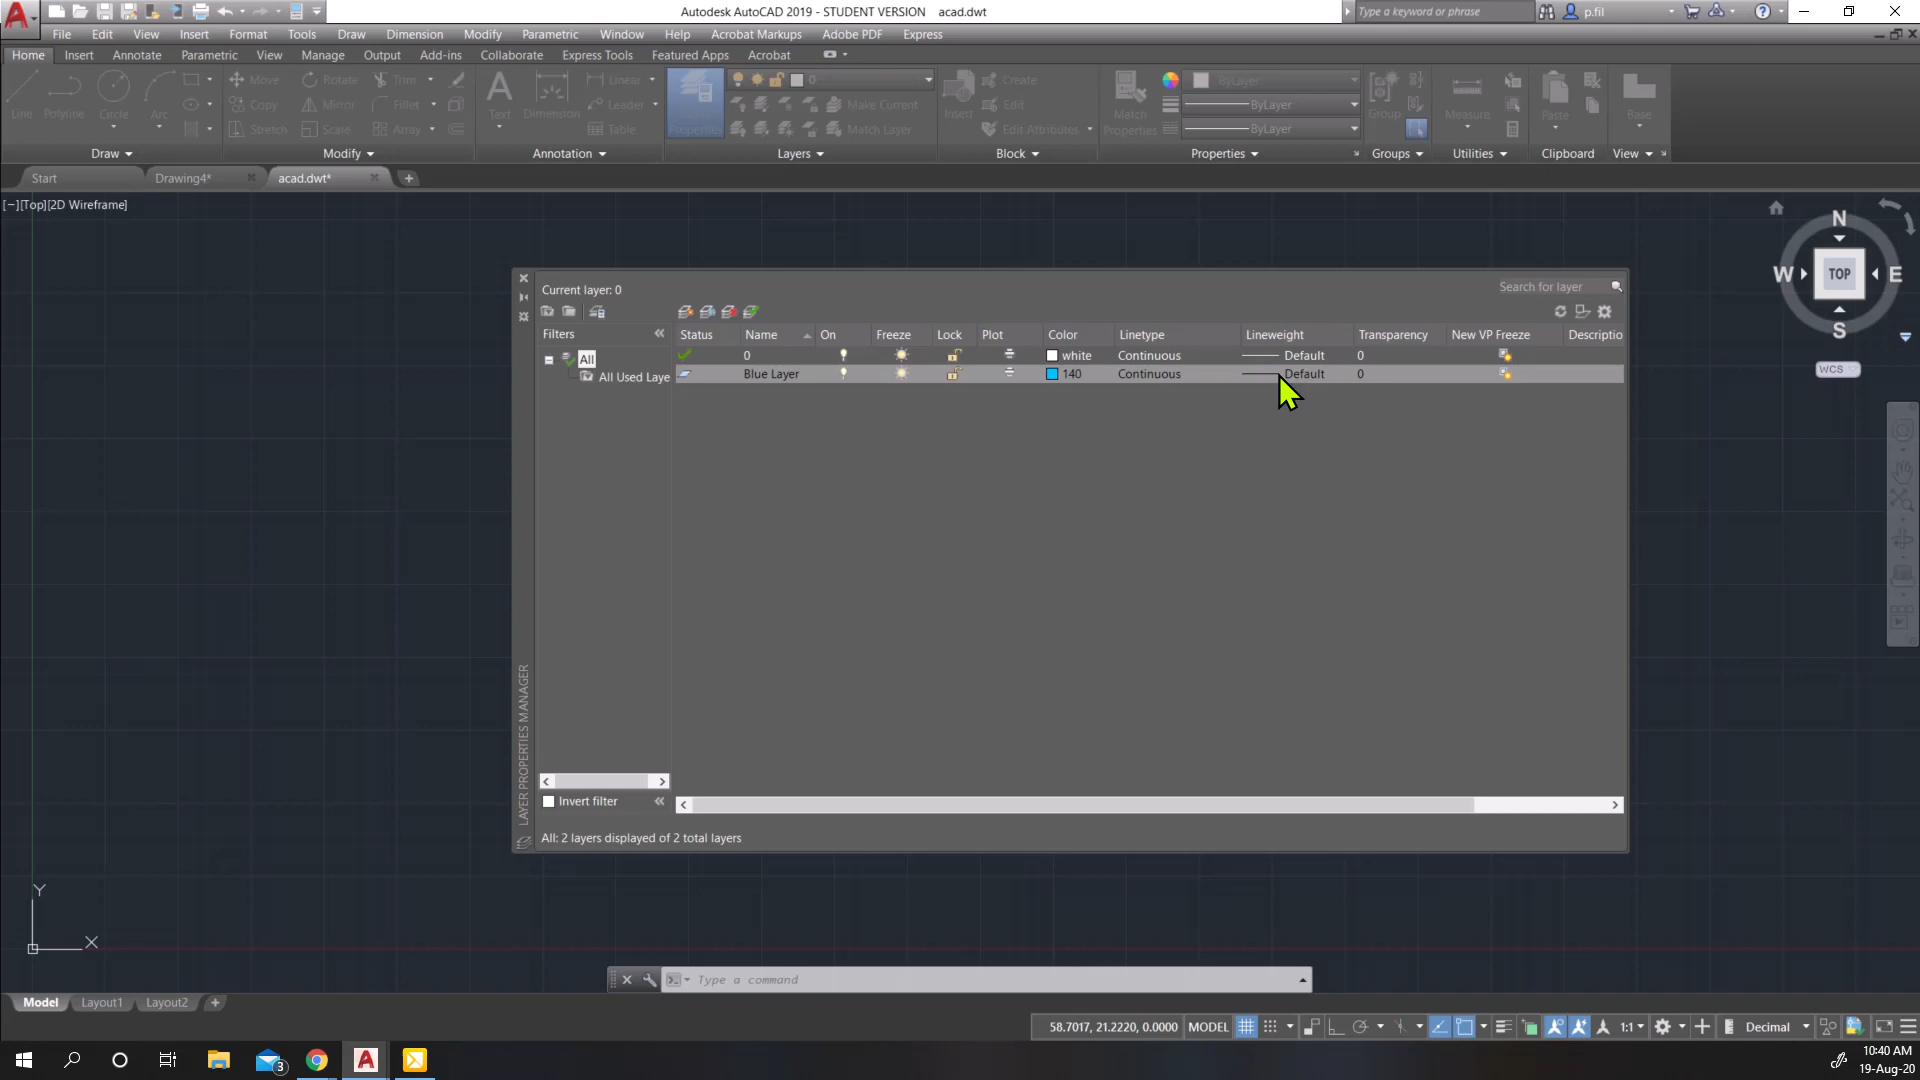 Autodesk AutoCAD 2019 - STUDENT VERSION acad.dwt
Type a keyword or phrase
p.fil
File Edit View Insert Format Tools Draw Dimension Modify Parametric Window Help Acrobat Markups Adobe PDF Express
Home Insert Annotate Parametric View Manage Output Add-ins Collaborate Express Tools Featured Apps Acrobat
Line Polyline Circle Arc
Move Rotate Trim
Copy Mirror Fillet
Stretch Scale Array
Text Dimension
Linear
Leader
Table
Properties
0
Make Current
Match Layer
Insert
Create
Edit
Edit Attributes
Match Properties
ByLayer
ByLayer
ByLayer
Group
Measure
Paste
Base
Draw Modify Annotation Layers Block Properties Groups Utilities Clipboard View
Start Drawing4* acad.dwt*
[−][Top][2D Wireframe]
N
W TOP E
S
WCS
Current layer: 0
Search for layer
Filters
All
All Used Laye
Status Name On Freeze Lock Plot Color Linetype Lineweight Transparency New VP Freeze Descriptio
0 white Continuous Default 0
Blue Layer 140 Continuous Default 0
LAYER PROPERTIES MANAGER
Invert filter
All: 2 layers displayed of 2 total layers
Y
X
Type a command
Model Layout1 Layout2
58.7017, 21.2220, 0.0000 MODEL 1:1 Decimal
3
10:40 AM
19-Aug-20